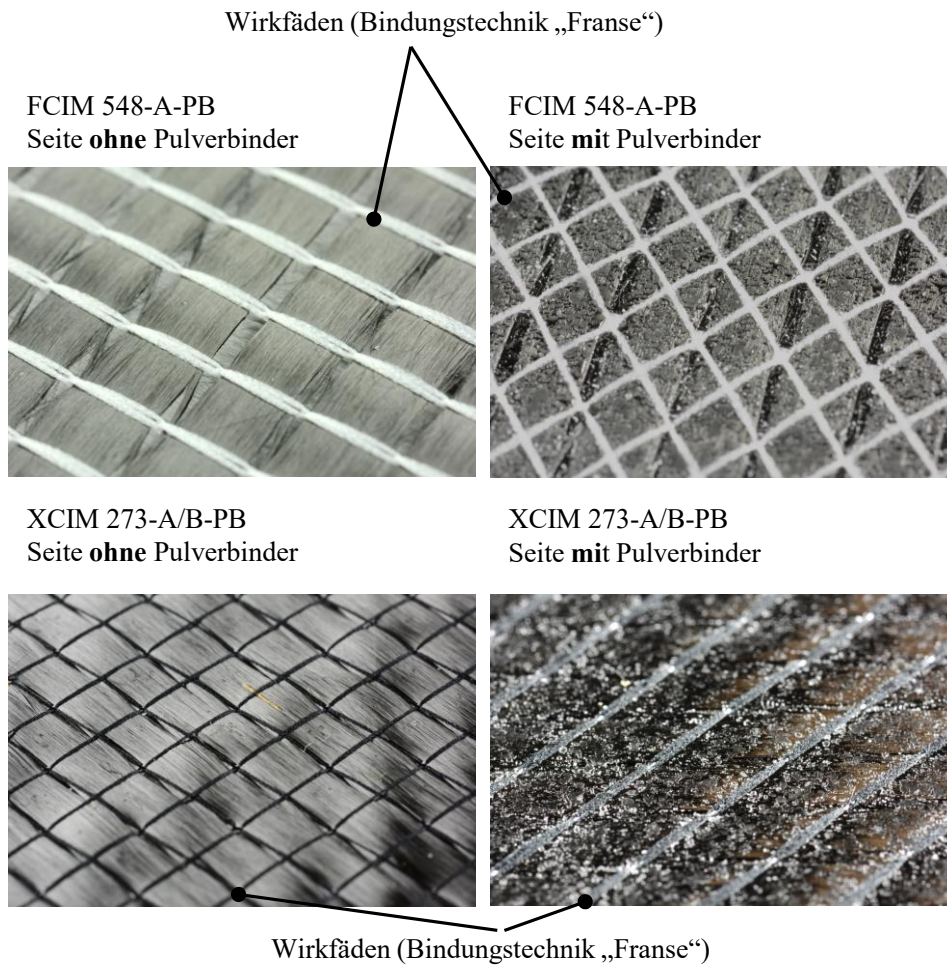 Wirkfäden (Bindungstechnik „Franse“)
FCIM 548-A-PB
Seite ohne Pulverbinder
FCIM 548-A-PB
Seite mit Pulverbinder
XCIM 273-A/B-PB
Seite ohne Pulverbinder
XCIM 273-A/B-PB
Seite mit Pulverbinder
Wirkfäden (Bindungstechnik „Franse“)